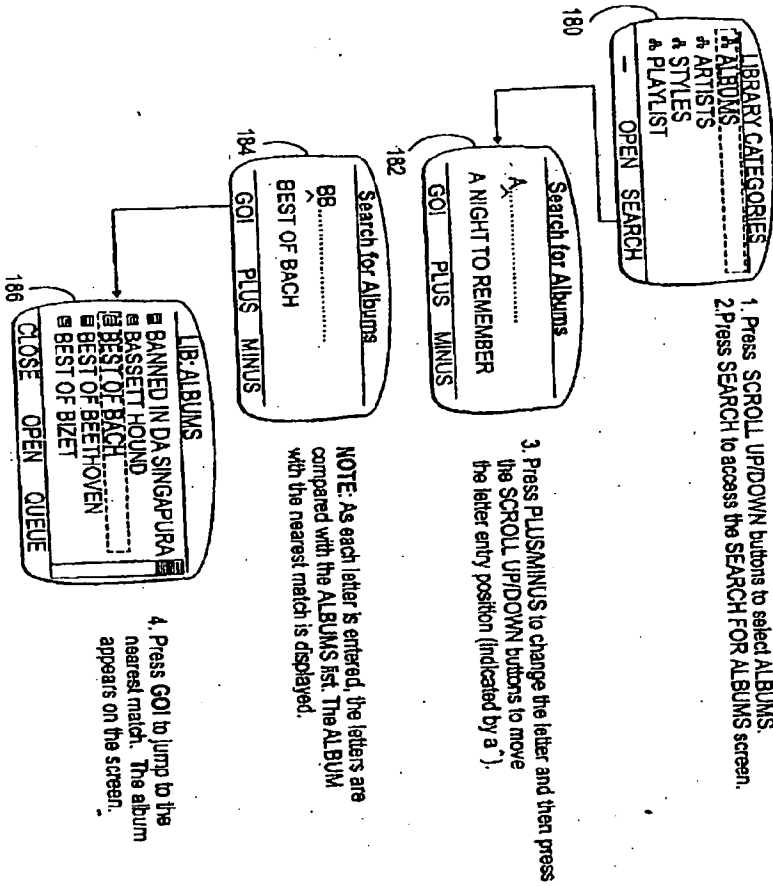 180
LIBRARY CATEGORIES
ALBUMS
ARTISTS
STYLES
PLAYLIST
— OPEN SEARCH
1. Press SCROLL UP/DOWN buttons to select ALBUMS.
2.Press SEARCH to access the SEARCH FOR ALBUMS screen.
182
Search for Albums
A
^
A NIGHT TO REMEMBER
GO! PLUS MINUS
3. Press PLUS/MINUS to change the letter and then press
the SCROLL UP/DOWN buttons to move
the letter entry position (indicated by a ^).
184
Search for Albums
BB
^
BEST OF BACH
GO! PLUS MINUS
NOTE: As each letter is entered, the letters are
compared with the ALBUMS list. The ALBUM
with the nearest match is displayed.
186
LIB: ALBUMS
BANNED IN DA SINGAPURA
BASSETT HOUND
BEST OF BACH
BEST OF BEETHOVEN
BEST OF BIZET
CLOSE OPEN QUEUE
4. Press GO! to jump to the
nearest match. The album
appears on the screen.